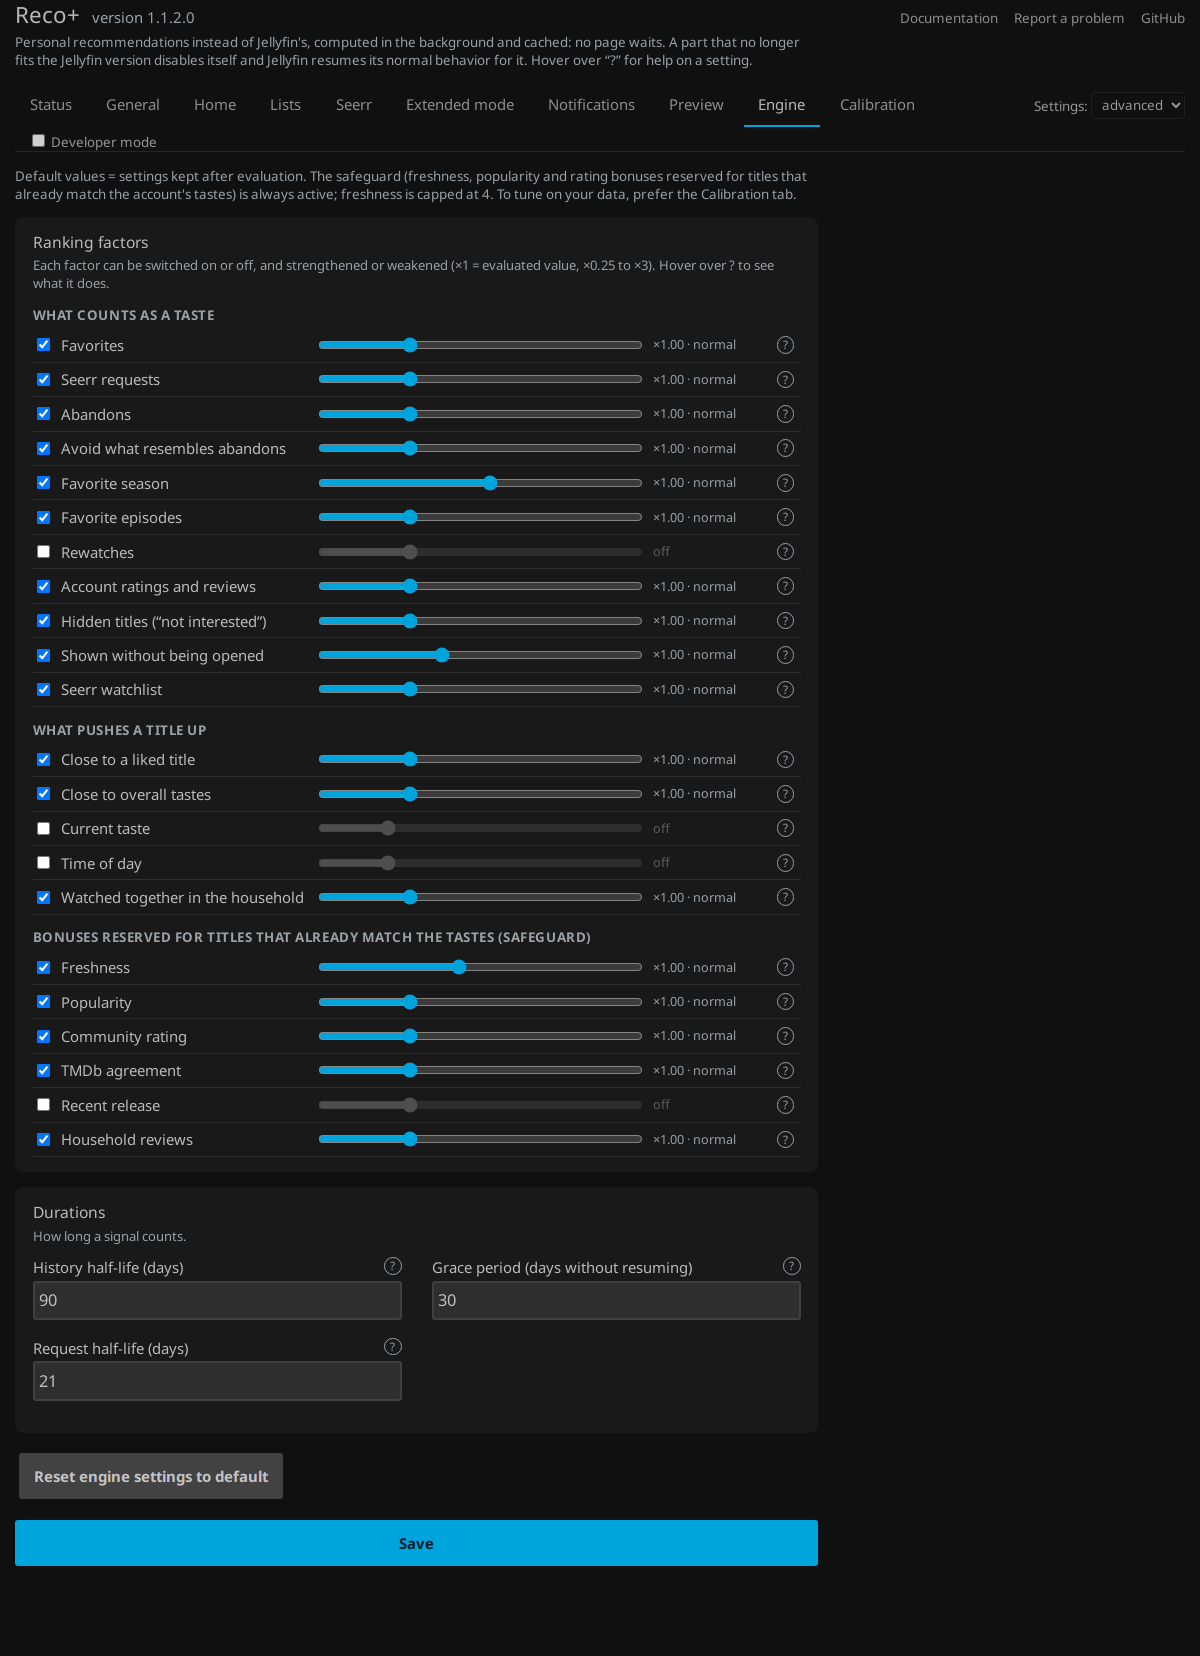 Reco+ version 1.1.2.0
Documentation Report a problem GitHub
Personal recommendations instead of Jellyfin's, computed in the background and cached: no page waits. A part that no longer
fits the Jellyfin version disables itself and Jellyfin resumes its normal behavior for it. Hover over “?” for help on a setting.
Status General Home Lists Seerr Extended mode Notifications Preview Engine Calibration
Settings: advanced
Developer mode
Default values = settings kept after evaluation. The safeguard (freshness, popularity and rating bonuses reserved for titles that
already match the account's tastes) is always active; freshness is capped at 4. To tune on your data, prefer the Calibration tab.
Ranking factors
Each factor can be switched on or off, and strengthened or weakened (×1 = evaluated value, ×0.25 to ×3). Hover over ? to see
what it does.
WHAT COUNTS AS A TASTE
Favorites ×1.00 · normal ?
Seerr requests ×1.00 · normal ?
Abandons ×1.00 · normal ?
Avoid what resembles abandons ×1.00 · normal ?
Favorite season ×1.00 · normal ?
Favorite episodes ×1.00 · normal ?
Rewatches off ?
Account ratings and reviews ×1.00 · normal ?
Hidden titles (“not interested”) ×1.00 · normal ?
Shown without being opened ×1.00 · normal ?
Seerr watchlist ×1.00 · normal ?
WHAT PUSHES A TITLE UP
Close to a liked title ×1.00 · normal ?
Close to overall tastes ×1.00 · normal ?
Current taste off ?
Time of day off ?
Watched together in the household ×1.00 · normal ?
BONUSES RESERVED FOR TITLES THAT ALREADY MATCH THE TASTES (SAFEGUARD)
Freshness ×1.00 · normal ?
Popularity ×1.00 · normal ?
Community rating ×1.00 · normal ?
TMDb agreement ×1.00 · normal ?
Recent release off ?
Household reviews ×1.00 · normal ?
Durations
How long a signal counts.
History half-life (days) ? Grace period (days without resuming) ?
90 30
Request half-life (days) ?
21
Reset engine settings to default
Save